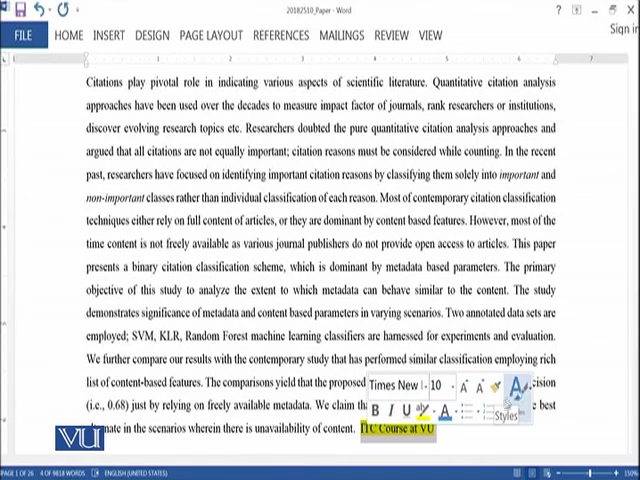 20182510_Paper - Word
Sign in
FILE HOME INSERT DESIGN PAGE LAYOUT REFERENCES MAILINGS REVIEW VIEW
1 2 3 4 5 6 7
Citations play pivotal role in indicating various aspects of scientific literature. Quantitative citation analysis
approaches have been used over the decades to measure impact factor of journals, rank researchers or institutions,
discover evolving research topics etc. Researchers doubted the pure quantitative citation analysis approaches and
argued that all citations are not equally important; citation reasons must be considered while counting. In the recent
past, researchers have focused on identifying important citation reasons by classifying them solely into important and
non-important classes rather than individual classification of each reason. Most of contemporary citation classification
techniques either rely on full content of articles, or they are dominant by content based features. However, most of the
time content is not freely available as various journal publishers do not provide open access to articles. This paper
presents a binary citation classification scheme, which is dominant by metadata based parameters. The primary
objective of this study to analyze the extent to which metadata can behave similar to the content. The study
demonstrates significance of metadata and content based parameters in varying scenarios. Two annotated data sets are
employed; SVM, KLR, Random Forest machine learning classifiers are harnessed for experiments and evaluation.
We further compare our results with the contemporary study that has performed similar classification employing rich
list of content-based features. The comparisons yield that the proposed
Times New 10
(i.e., 0.68) just by relying on freely available metadata. We claim best
B I U Styles
in the scenarios wherein there is unavailability of content. ITC Course at VU
VU
PAGE 1 OF 26 4 OF 9818 WORDS ENGLISH (UNITED STATES) 150%